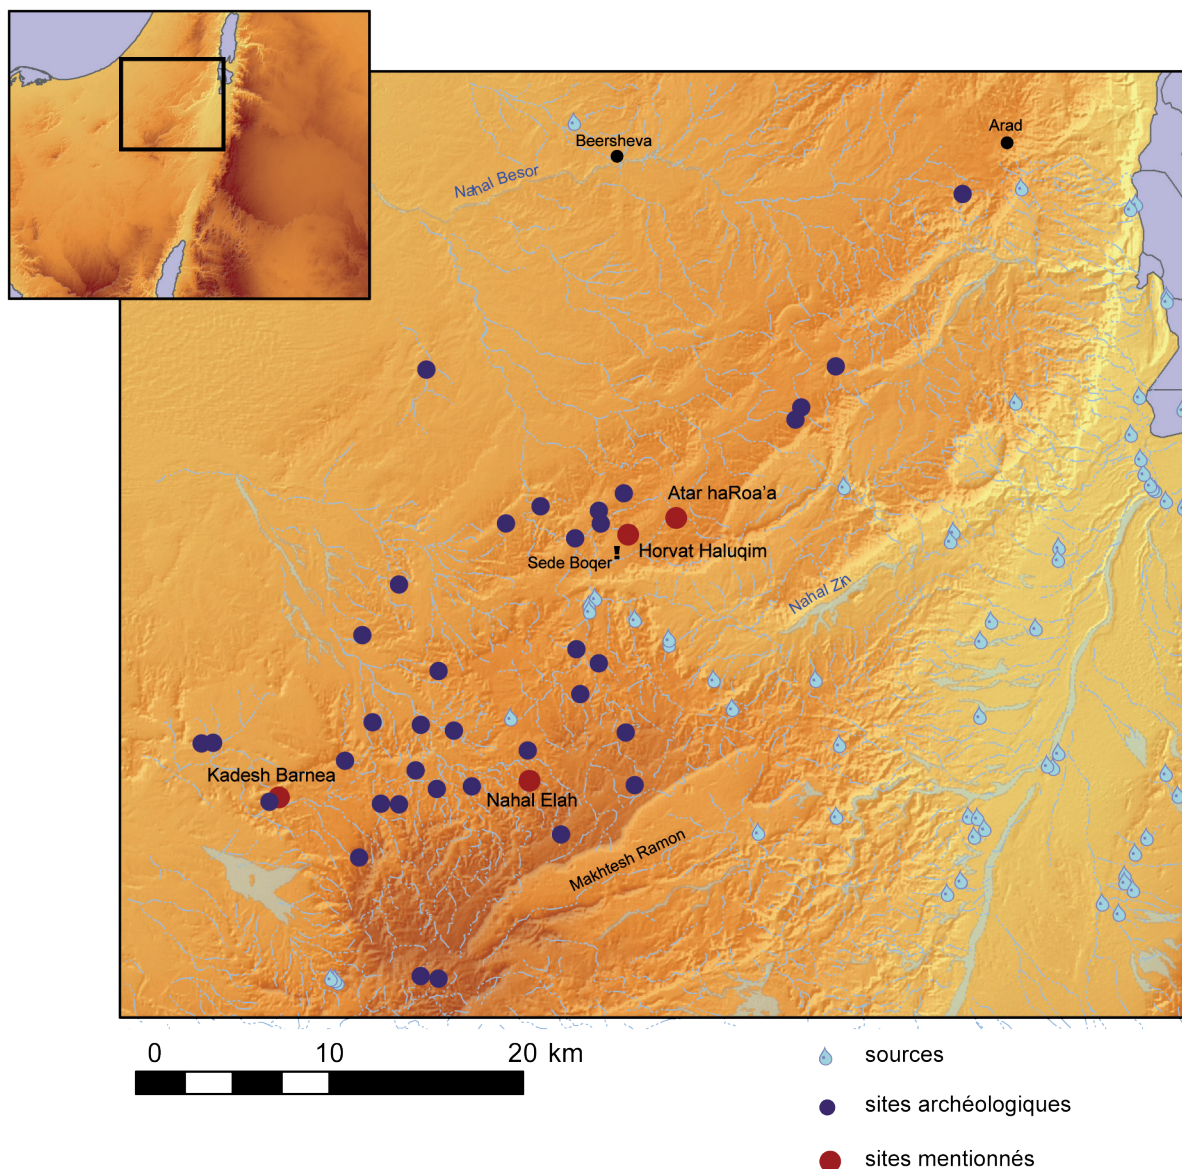 Beersheva
Arad
Nahal Besor
Atar haRoa'a
Horvat Haluqim
Sede Boqer
Nahal Zin
Kadesh Barnea
Nahal Elah
Makhtesh Ramon
0 10 20 km
sources
sites archéologiques
sites mentionnés